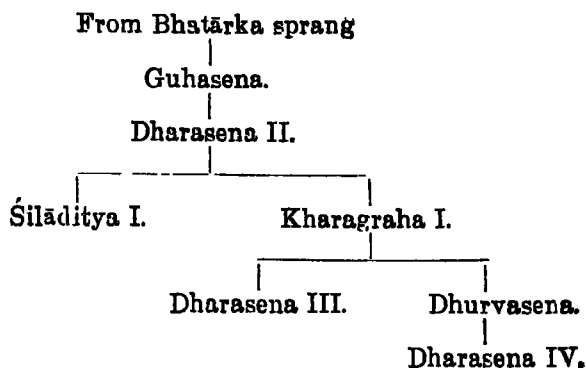 From Bhatārka sprang
Guhasena.
Dharasena II.
Śilāditya I. Kharagraha I.
Dharasena III. Dhurvasena.
Dharasena IV.